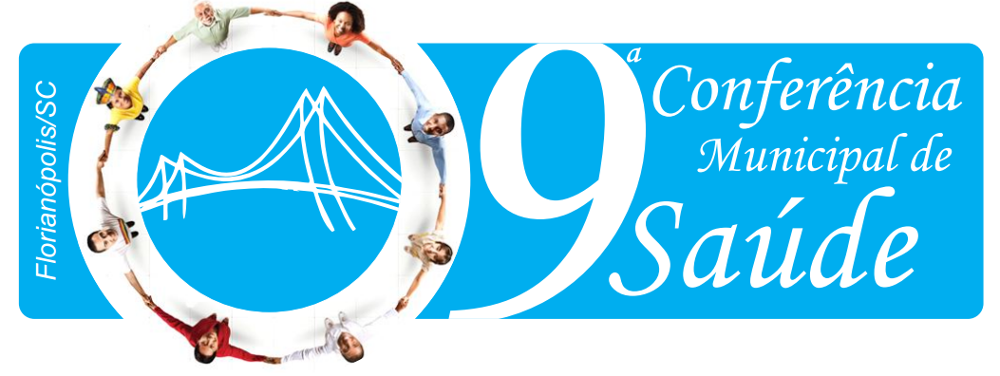 Florianópolis/SC
9ª Conferência
Municipal de
Saúde